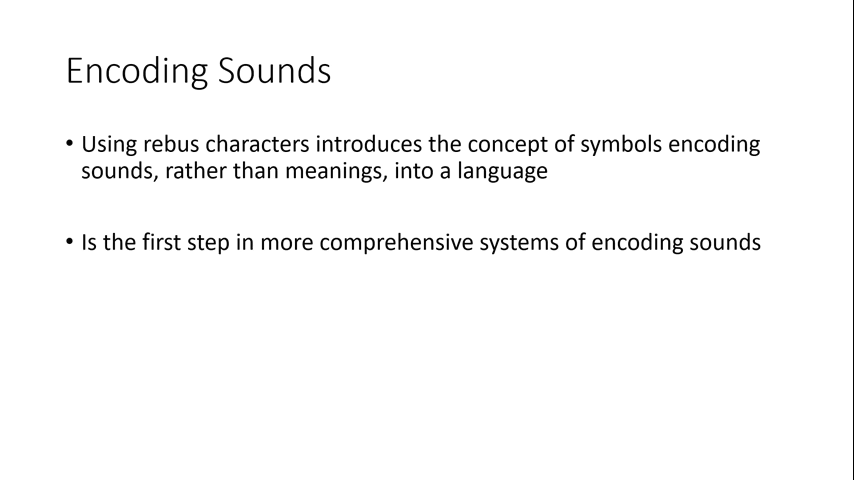 Encoding Sounds
• Using rebus characters introduces the concept of symbols encoding
sounds, rather than meanings, into a language
• Is the first step in more comprehensive systems of encoding sounds